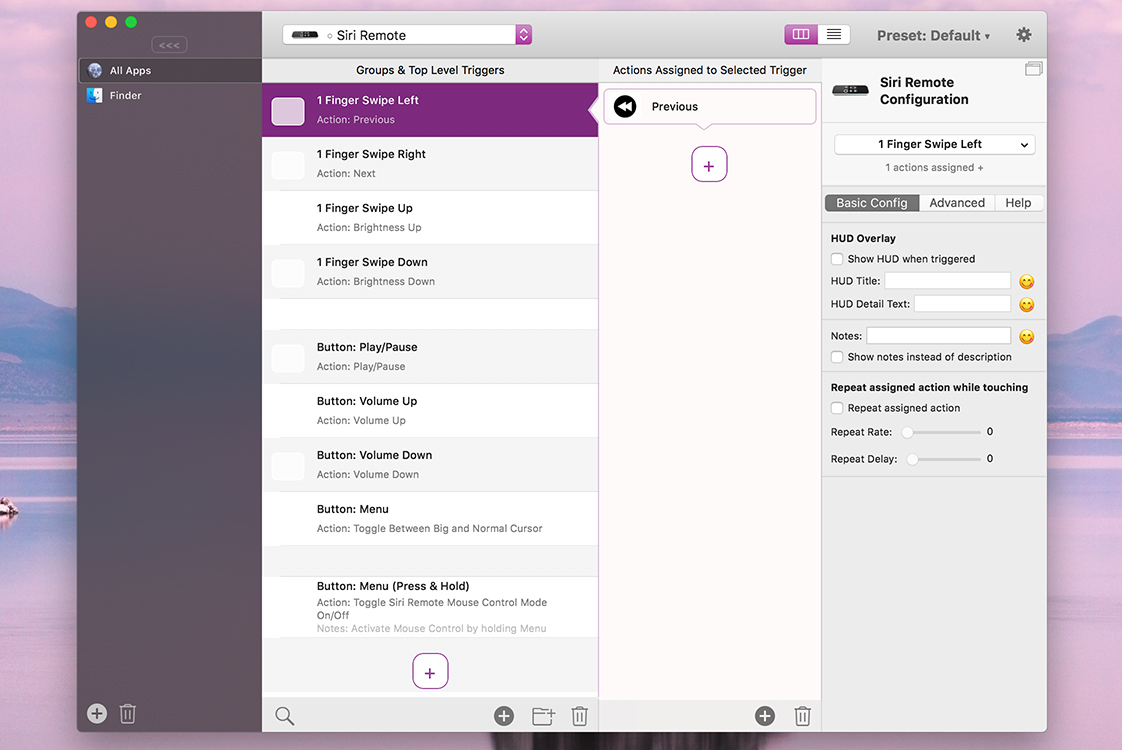 <<<
Siri Remote
Preset: Default
All Apps
Finder
Groups & Top Level Triggers
1 Finger Swipe Left
Action: Previous
1 Finger Swipe Right
Action: Next
1 Finger Swipe Up
Action: Brightness Up
1 Finger Swipe Down
Action: Brightness Down
Button: Play/Pause
Action: Play/Pause
Button: Volume Up
Action: Volume Up
Button: Volume Down
Action: Volume Down
Button: Menu
Action: Toggle Between Big and Normal Cursor
Button: Menu (Press & Hold)
Action: Toggle Siri Remote Mouse Control Mode
On/Off
Notes: Activate Mouse Control by holding Menu
Actions Assigned to Selected Trigger
Previous
Siri Remote
Configuration
1 Finger Swipe Left
1 actions assigned +
Basic Config
Advanced
Help
HUD Overlay
Show HUD when triggered
HUD Title:
HUD Detail Text:
Notes:
Show notes instead of description
Repeat assigned action while touching
Repeat assigned action
Repeat Rate: 0
Repeat Delay: 0